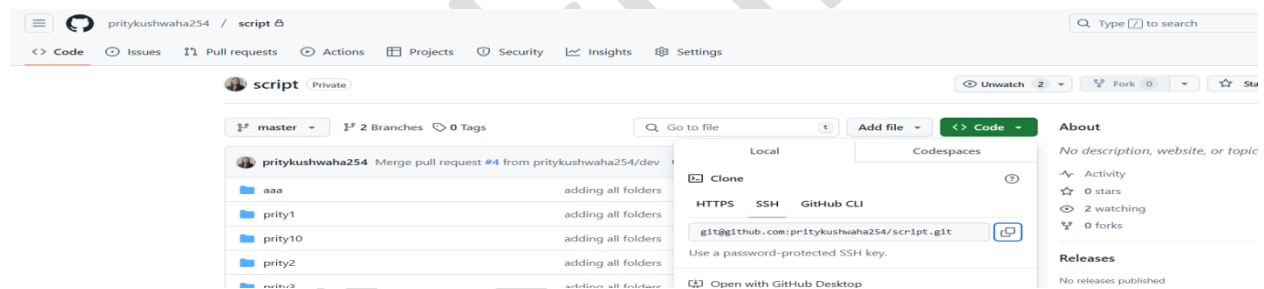 pritykushwaha254 / script
Type / to search
Code Issues Pull requests Actions Projects Security Insights Settings
script Private
Unwatch 2 Fork 0
master 2 Branches 0 Tags
Go to file t
Add file
Code
About
Local Codespaces
No description, website, or topic
pritykushwaha254 Merge pull request #4 from pritykushwaha254/dev
Clone
Activity
aaa adding all folders
HTTPS SSH GitHub CLI
0 stars
prity1 adding all folders
2 watching
git@github.com:pritykushwaha254/script.git
0 forks
prity10 adding all folders
Use a password-protected SSH key.
prity2 adding all folders
Releases
Open with GitHub Desktop
No releases published
prity3 adding all folders